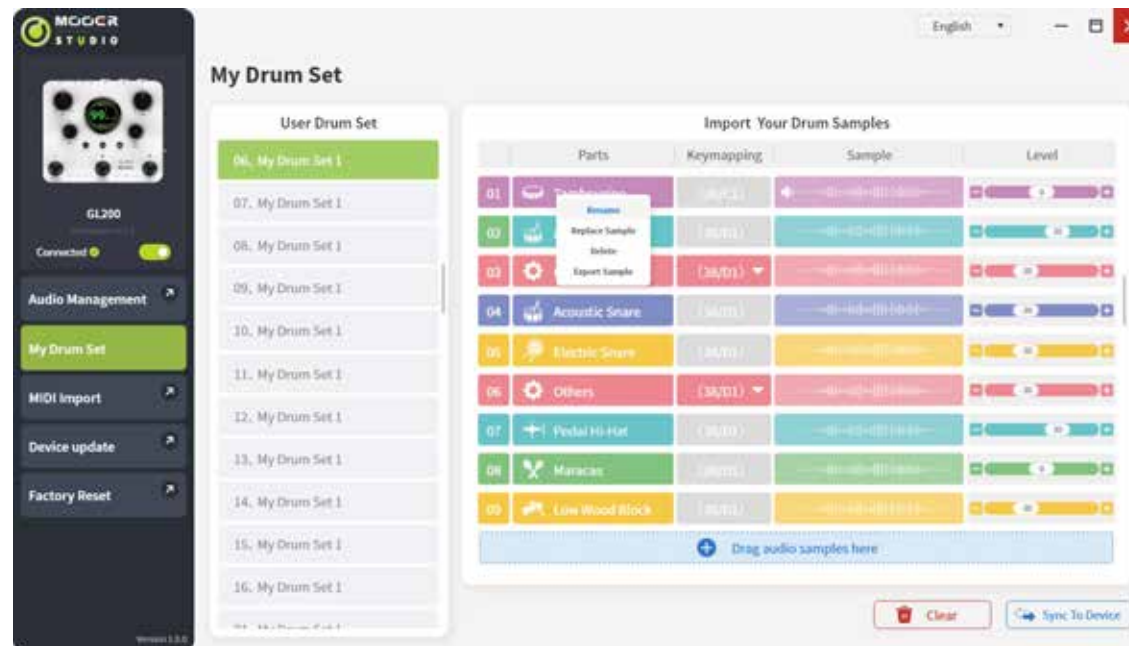 MOOER
STUDIO
English
My Drum Set
GL200
Connected
Audio Management
My Drum Set
MIDI Import
Device update
Factory Reset
Version 1.0.0
User Drum Set
06. My Drum Set 1
07. My Drum Set 1
08. My Drum Set 1
09. My Drum Set 1
10. My Drum Set 1
11. My Drum Set 1
12. My Drum Set 1
13. My Drum Set 1
14. My Drum Set 1
15. My Drum Set 1
16. My Drum Set 1
Import Your Drum Samples
Parts Keymapping Sample Level
01
Rename
Replace Sample
Delete
Export Sample
02
03 (38/D1)
04 Acoustic Snare
05 Electric Snare
06 Others (38/D1)
07 Pedal Hi-Hat
08 Maracas
09 Low Wood Block
Drag audio samples here
Clear
Sync To Device